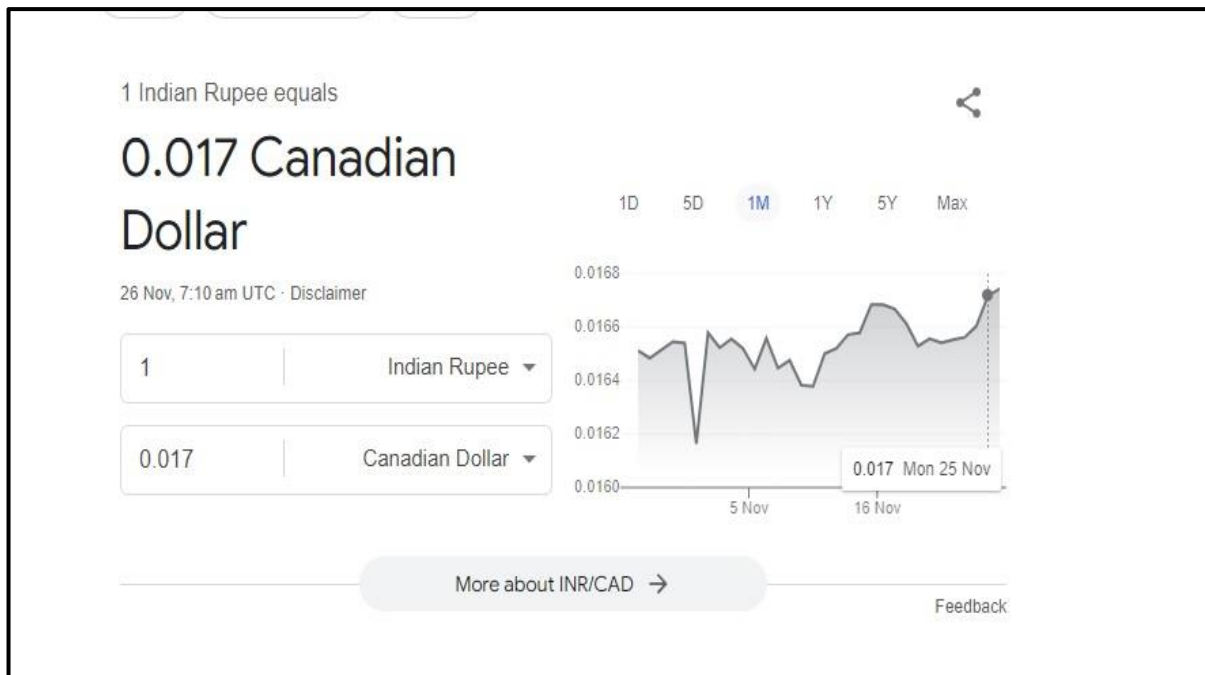 1 Indian Rupee equals
0.017 Canadian
Dollar
26 Nov, 7:10 am UTC · Disclaimer
1 Indian Rupee
0.017 Canadian Dollar
1D 5D 1M 1Y 5Y Max
0.0168
0.0166
0.0164
0.0162
0.0160
0.017 Mon 25 Nov
5 Nov 16 Nov
More about INR/CAD →
Feedback